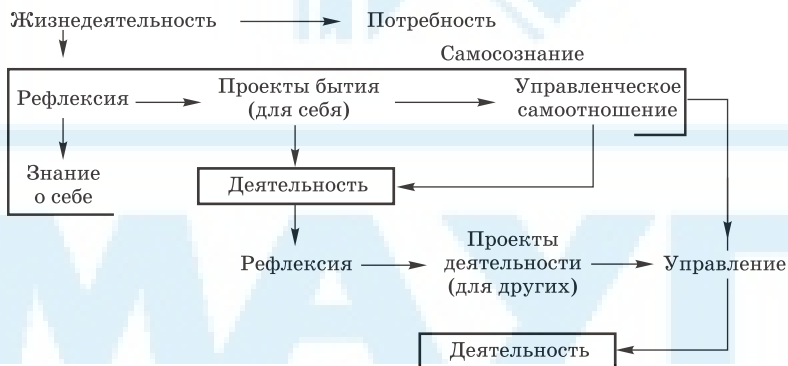 Жизнедеятельность
Потребность
Самосознание
Рефлексия
Проекты бытия
(для себя)
Управленческое
самоотношение
Знание
о себе
Деятельность
Рефлексия
Проекты
деятельности
(для других)
Управление
Деятельность
МАУП